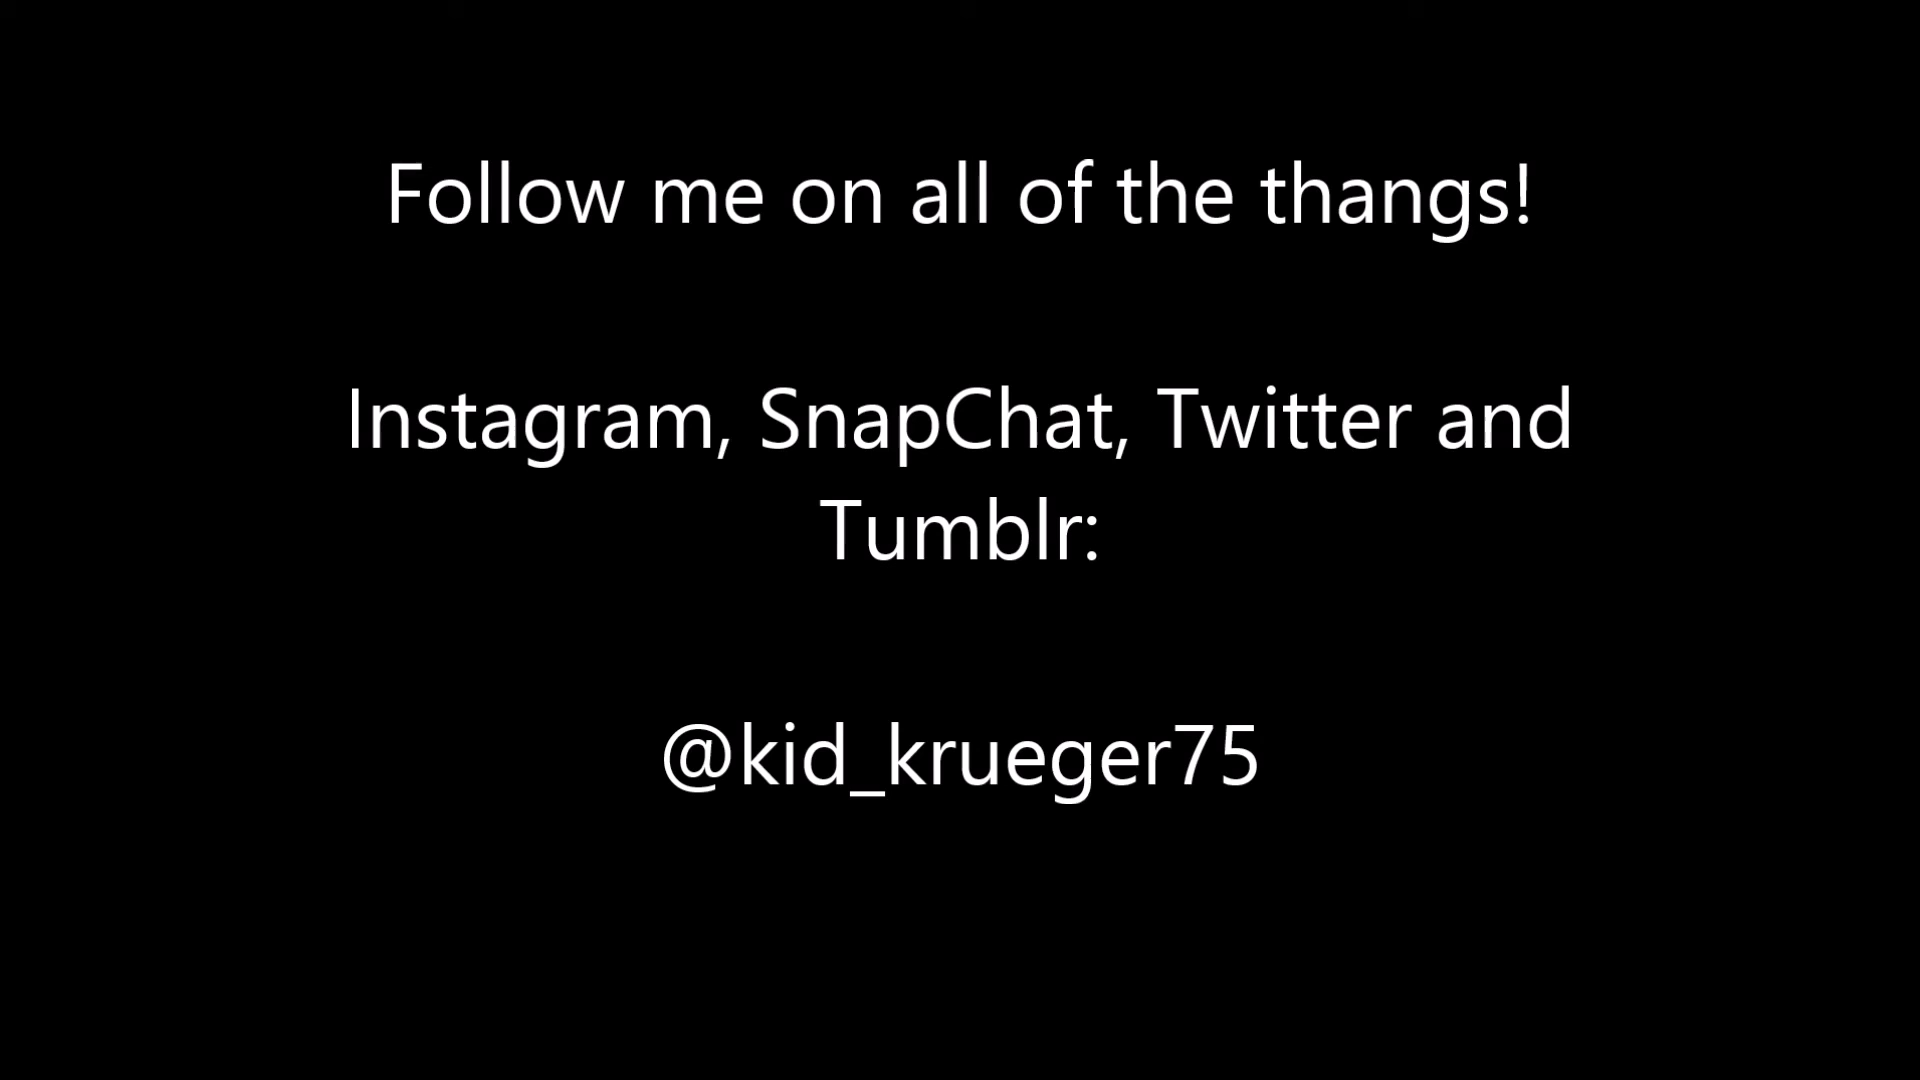 Follow me on all of the thangs!
Instagram, SnapChat, Twitter and
Tumblr:
@kid_krueger75